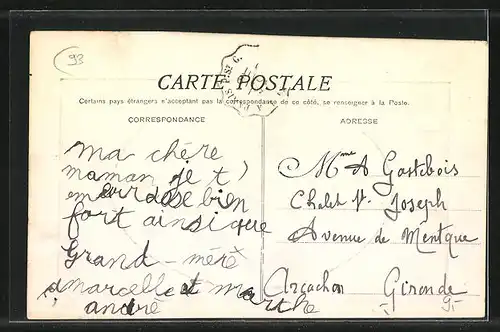 93
CARTE POSTALE
Certains pays étrangers n'acceptant pas la correspondance de ce côté, se renseigner à la Poste.
CORRESPONDANCE
ma chère
maman je t
embrasse bien
fort ainsi que
Grand-mère
marcelle et marthe
andré
ADRESSE
Mme A Gastebois
Chalet St. Joseph
Avenue de Mentque
Arcachon Gironde